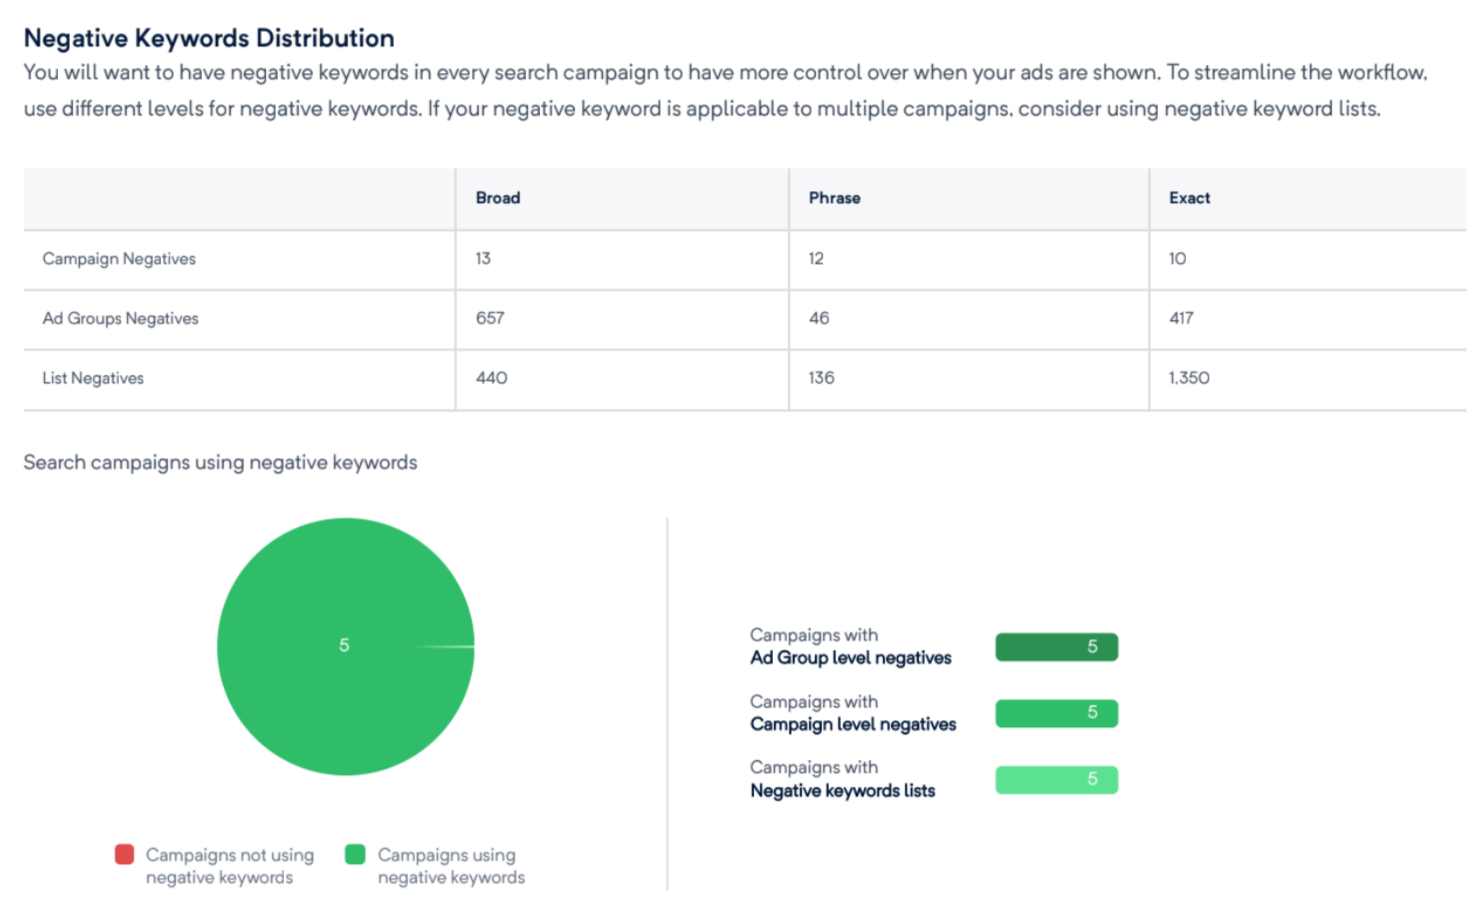 Negative Keywords Distribution
You will want to have negative keywords in every search campaign to have more control over when your ads are shown. To streamline the workflow,
use different levels for negative keywords. If your negative keyword is applicable to multiple campaigns, consider using negative keyword lists.
Broad Phrase Exact
Campaign Negatives 13 12 10
Ad Groups Negatives 657 46 417
List Negatives 440 136 1,350
Search campaigns using negative keywords
5
Campaigns not using
negative keywords
Campaigns using
negative keywords
Campaigns with
Ad Group level negatives 5
Campaigns with
Campaign level negatives 5
Campaigns with
Negative keywords lists 5